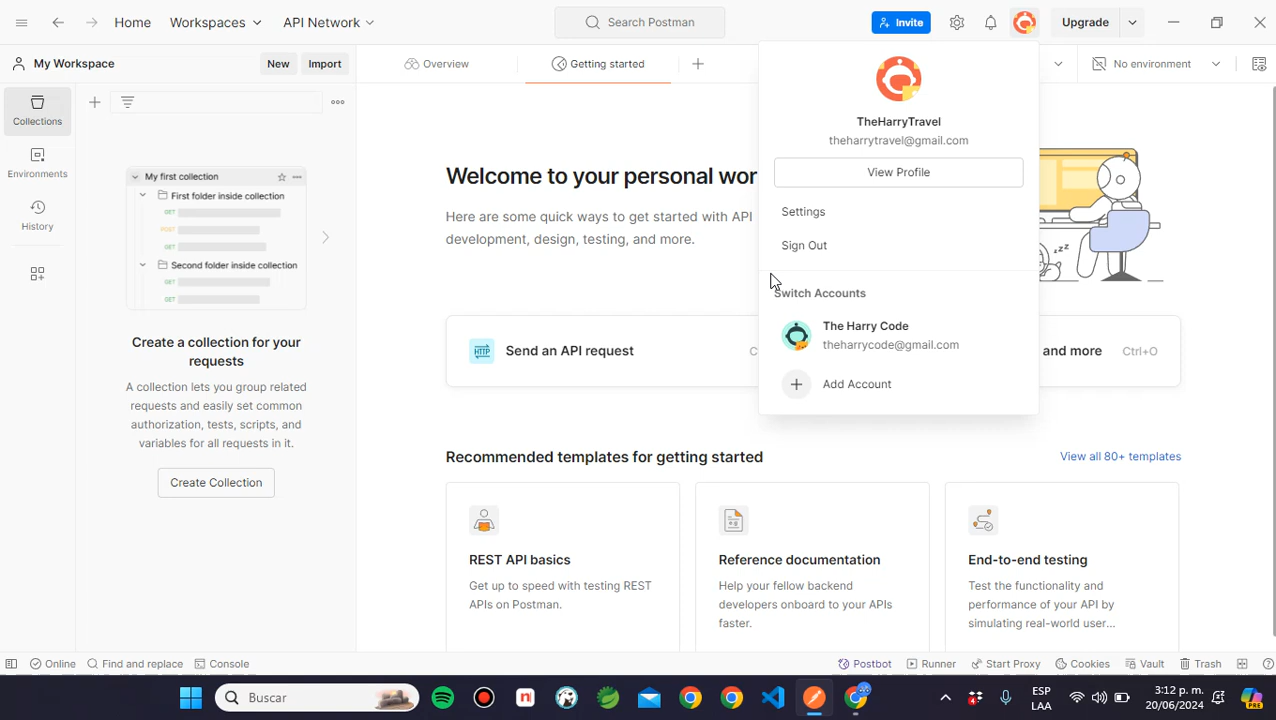 Home
Workspaces
API Network
Search Postman
Invite
Upgrade
My Workspace
New
Import
Overview
Getting started
No environment
Collections
Environments
History
My first collection
First folder inside collection
GET
POST
GET
Second folder inside collection
GET
GET
Create a collection for your
requests
A collection lets you group related
requests and easily set common
authorization, tests, scripts, and
variables for all requests in it.
Create Collection
Welcome to your personal wor
Here are some quick ways to get started with API
development, design, testing, and more.
HTTP
Send an API request
C
and more
Ctrl+O
TheHarryTravel
theharrytravel@gmail.com
View Profile
Settings
Sign Out
Switch Accounts
The Harry Code
theharrycode@gmail.com
Add Account
Recommended templates for getting started
View all 80+ templates
REST API basics
Get up to speed with testing REST
APIs on Postman.
Reference documentation
Help your fellow backend
developers onboard to your APIs
faster.
End-to-end testing
Test the functionality and
performance of your API by
simulating real-world user...
Online
Find and replace
Console
Postbot
Runner
Start Proxy
Cookies
Vault
Trash
Buscar
ESP
LAA
3:12 p. m.
20/06/2024
PRE